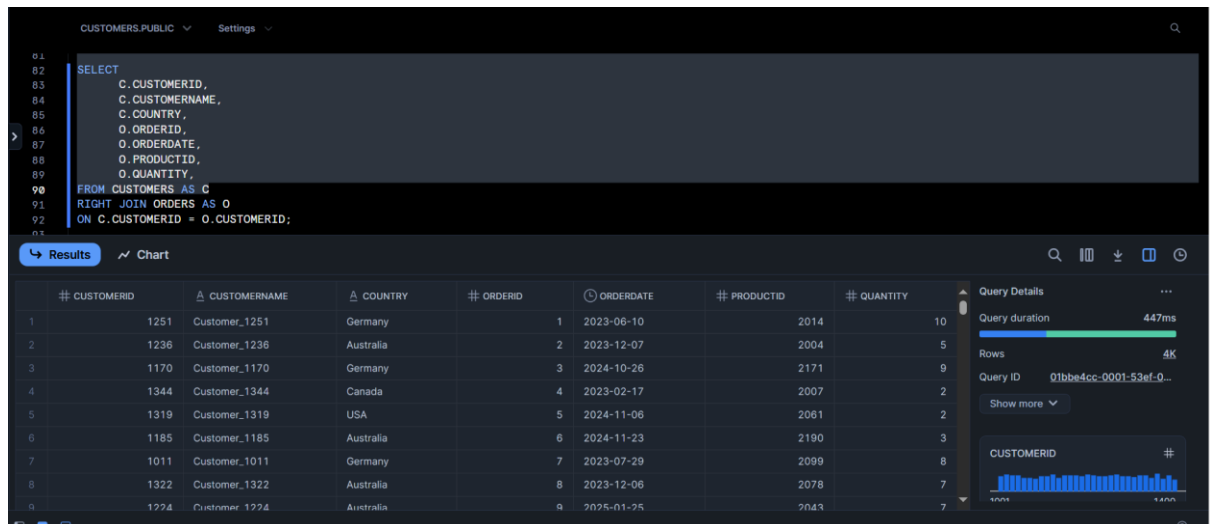 CUSTOMERS.PUBLIC Settings
81
82 SELECT
83 C.CUSTOMERID,
84 C.CUSTOMERNAME,
85 C.COUNTRY,
86 O.ORDERID,
87 O.ORDERDATE,
88 O.PRODUCTID,
89 O.QUANTITY,
90 FROM CUSTOMERS AS C
91 RIGHT JOIN ORDERS AS O
92 ON C.CUSTOMERID = O.CUSTOMERID;
93
Results Chart
# CUSTOMERID A CUSTOMERNAME A COUNTRY # ORDERID ORDERDATE # PRODUCTID # QUANTITY
1 1251 Customer_1251 Germany 1 2023-06-10 2014 10
2 1236 Customer_1236 Australia 2 2023-12-07 2004 5
3 1170 Customer_1170 Germany 3 2024-10-26 2171 9
4 1344 Customer_1344 Canada 4 2023-02-17 2007 2
5 1319 Customer_1319 USA 5 2024-11-06 2061 2
6 1185 Customer_1185 Australia 6 2024-11-23 2190 3
7 1011 Customer_1011 Germany 7 2023-07-29 2099 8
8 1322 Customer_1322 Australia 8 2023-12-06 2078 7
9 1224 Customer_1224 Australia 9 2025-01-25 2043 7
Query Details ...
Query duration 447ms
Rows 4K
Query ID 01bbe4cc-0001-53ef-0...
Show more
CUSTOMERID #
1001 1400